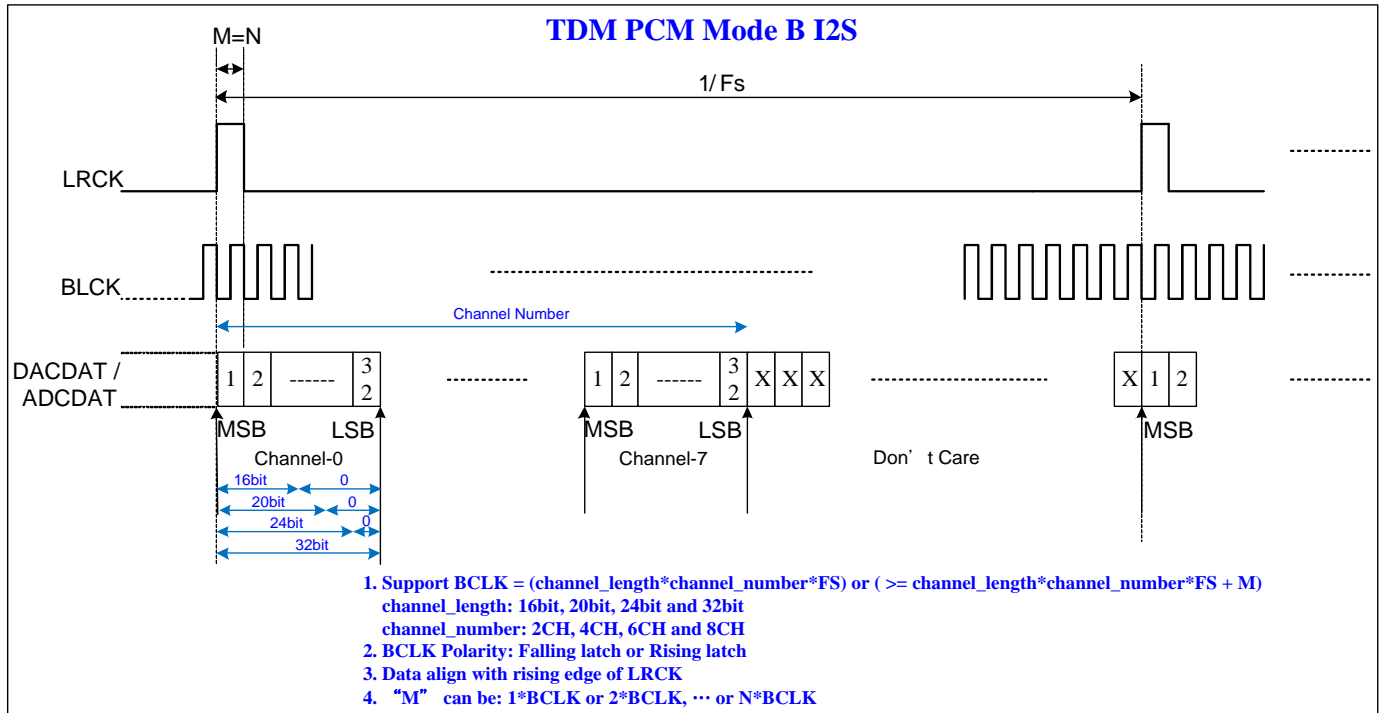 TDM PCM Mode B I2S
M=N
1/ Fs
LRCK
BLCK
Channel Number
DACDAT /
ADCDAT
1 2 ------ 32
1 2 ------ 32 X X X
X 1 2
MSB LSB
MSB LSB
MSB
Channel-0
Channel-7
Don’ t Care
16bit 0
20bit 0
24bit 0
32bit
1. Support BCLK = (channel_length*channel_number*FS) or ( >= channel_length*channel_number*FS + M)
channel_length: 16bit, 20bit, 24bit and 32bit
channel_number: 2CH, 4CH, 6CH and 8CH
2. BCLK Polarity: Falling latch or Rising latch
3. Data align with rising edge of LRCK
4. “M” can be: 1*BCLK or 2*BCLK, ⋯ or N*BCLK